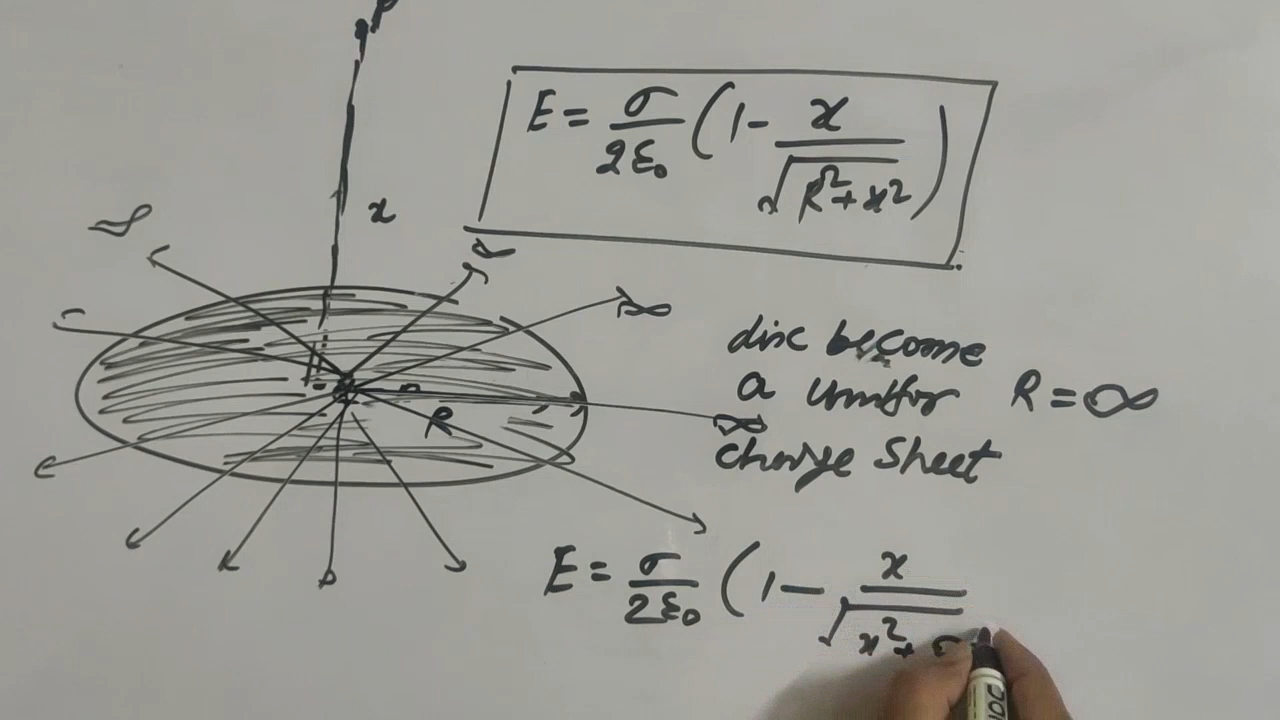 P
E = σ/2ε₀ (1 - x/√(R²+x²))
x
∞
∞
∞
R
∞
disc become
a unifor R = ∞
charge sheet
E = σ/2ε₀ (1 - x/√(x²+